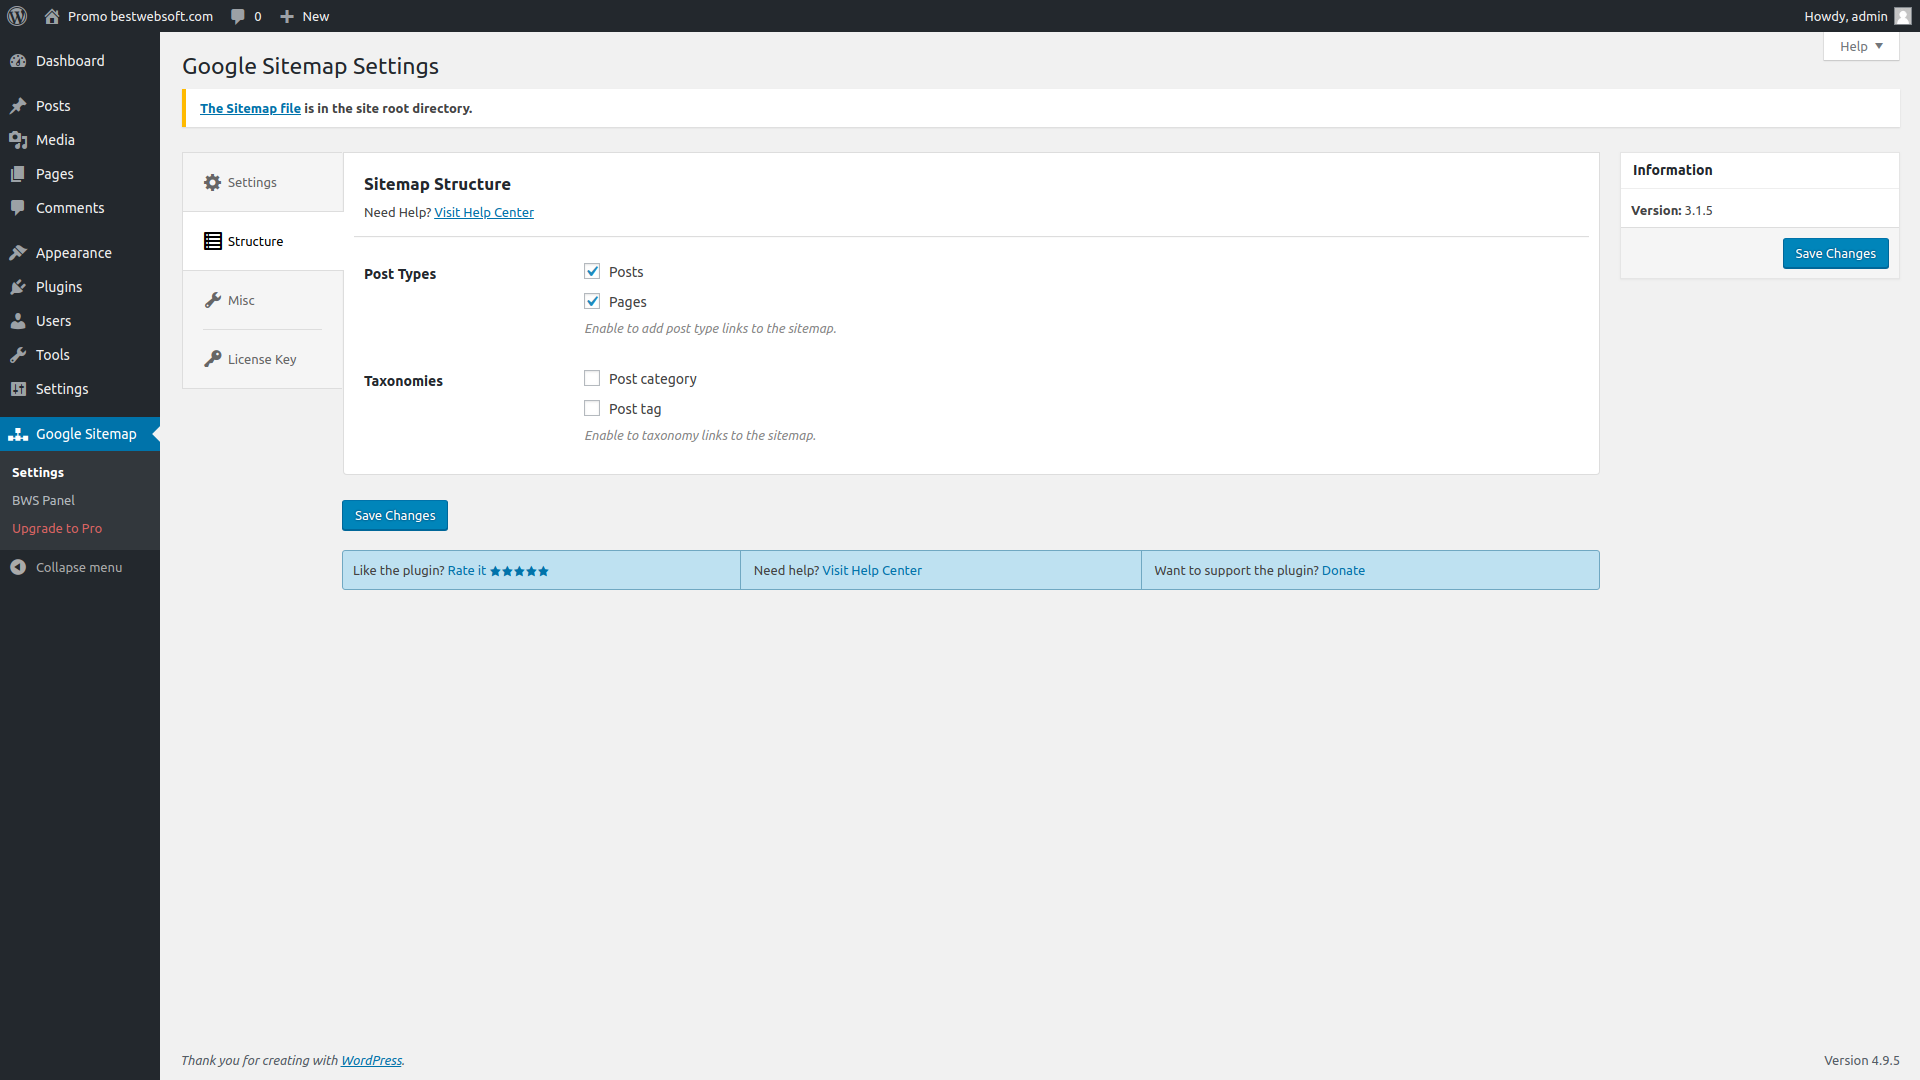 Promo bestwebsoft.com 0 New Howdy, admin
Help
Dashboard
Posts
Media
Pages
Comments
Appearance
Plugins
Users
Tools
Settings
Google Sitemap
Settings
BWS Panel
Upgrade to Pro
Collapse menu
Google Sitemap Settings
The Sitemap file is in the site root directory.
Settings
Structure
Misc
License Key
Sitemap Structure
Need Help? Visit Help Center
Post Types
Posts
Pages
Enable to add post type links to the sitemap.
Taxonomies
Post category
Post tag
Enable to taxonomy links to the sitemap.
Information
Version: 3.1.5
Save Changes
Save Changes
Like the plugin? Rate it
Need help? Visit Help Center
Want to support the plugin? Donate
Thank you for creating with WordPress.
Version 4.9.5